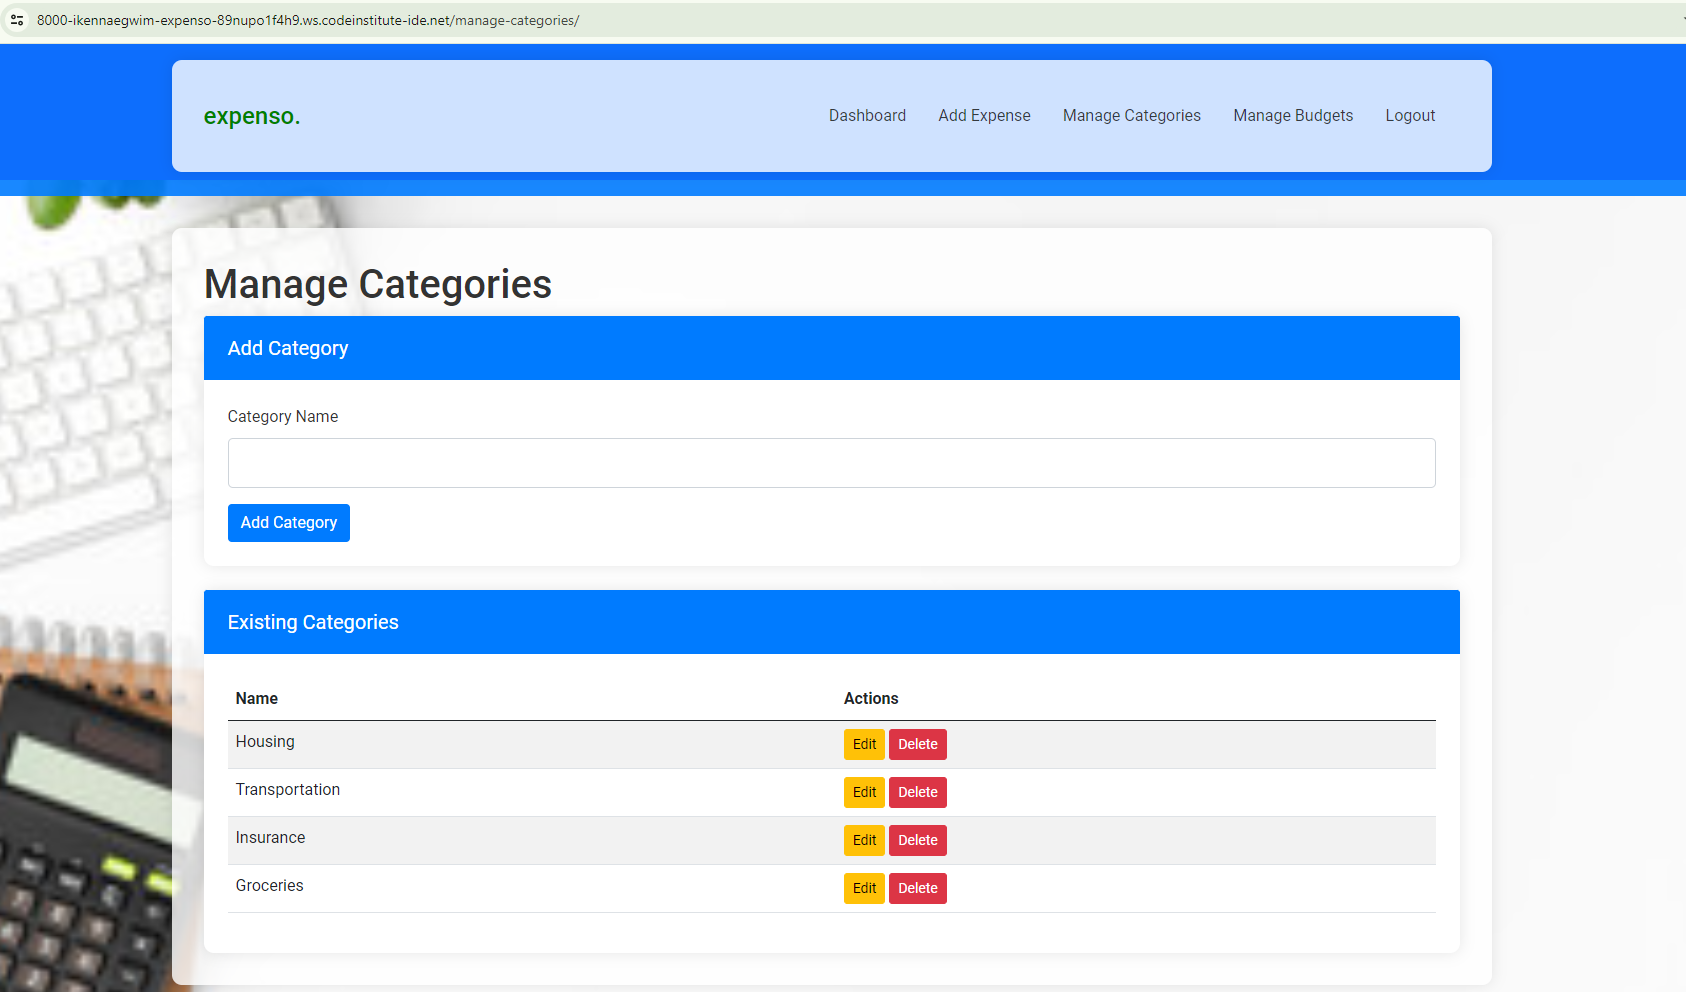 8000-ikennaegwim-expenso-89nupo1f4h9.ws.codeinstitute-ide.net/manage-categories/
expenso. Dashboard Add Expense Manage Categories Manage Budgets Logout
Manage Categories
Add Category
Category Name
Add Category
Existing Categories
Name Actions
Housing Edit Delete
Transportation Edit Delete
Insurance Edit Delete
Groceries Edit Delete